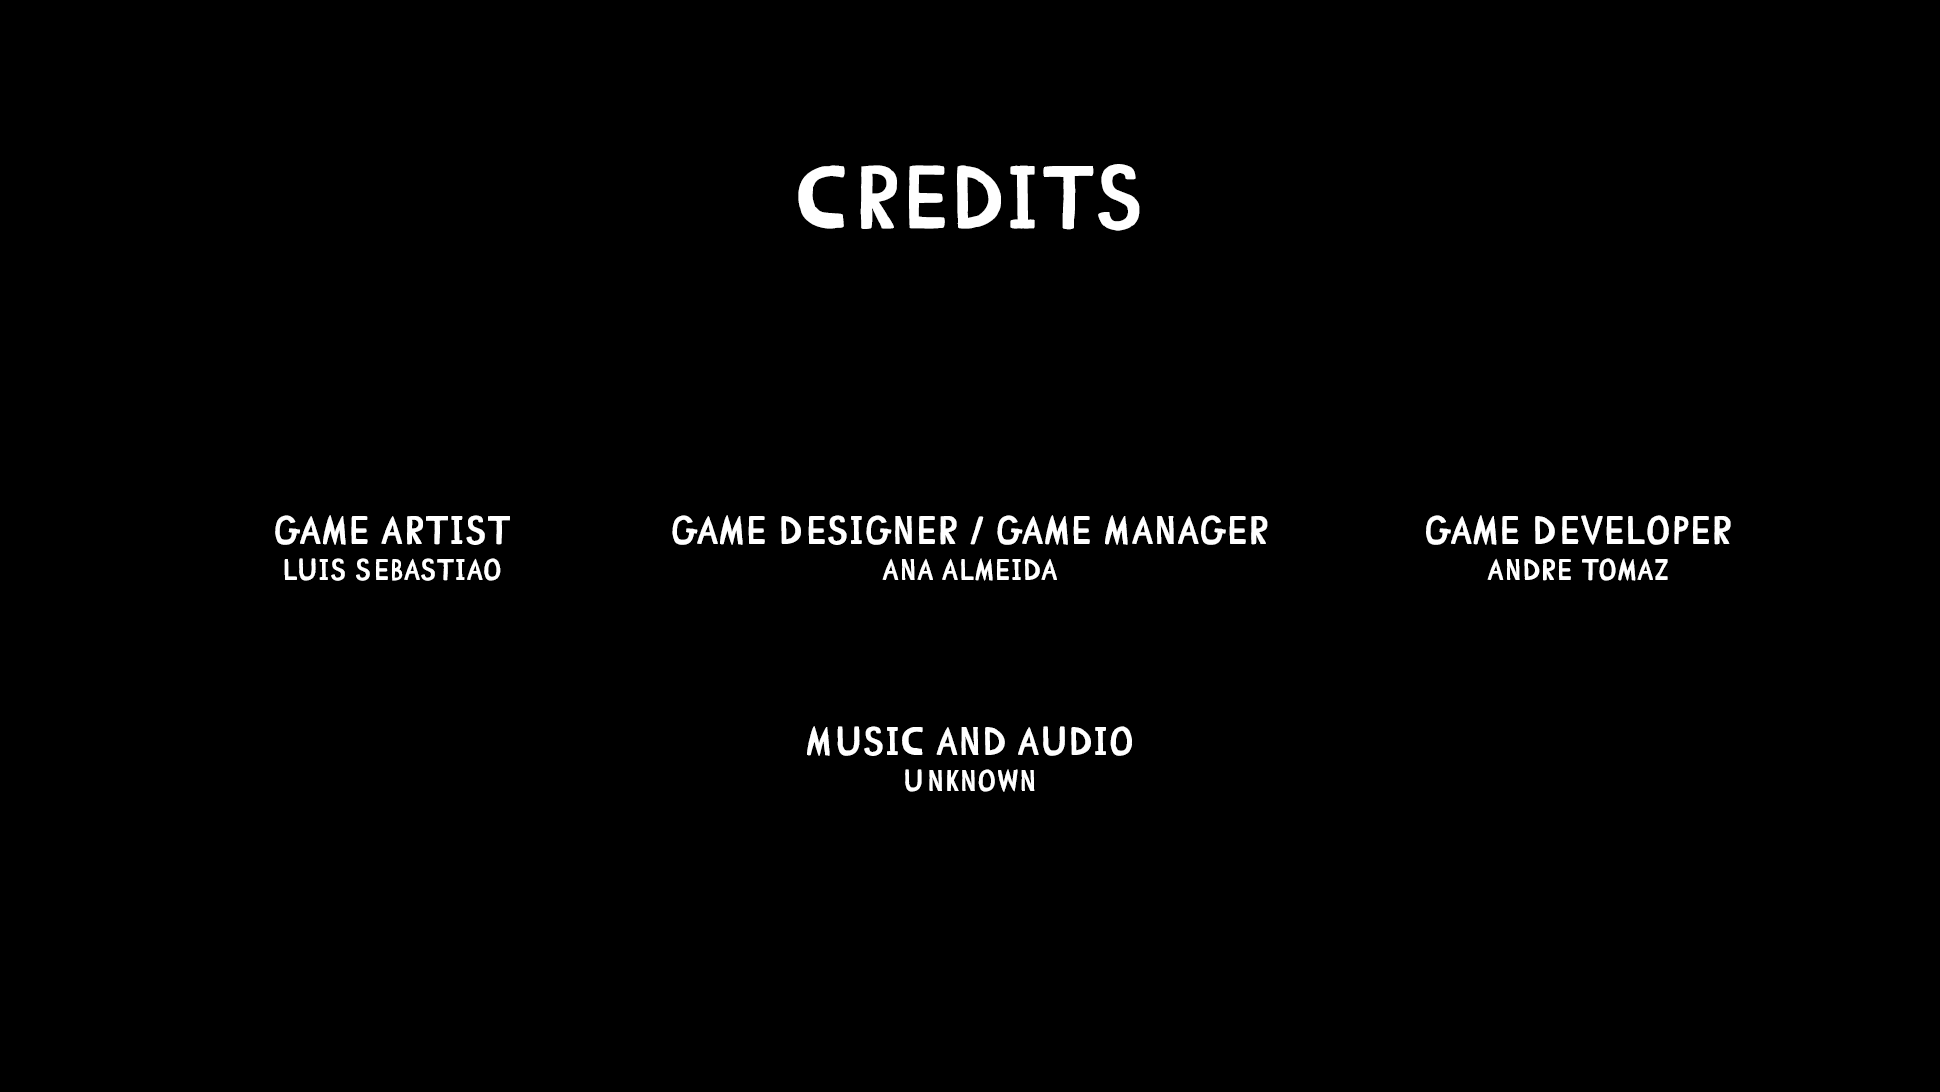 CREDITS
GAME ARTIST
LUIS SEBASTIAO
GAME DESIGNER / GAME MANAGER
ANA ALMEIDA
GAME DEVELOPER
ANDRE TOMAZ
MUSIC AND AUDIO
UNKNOWN